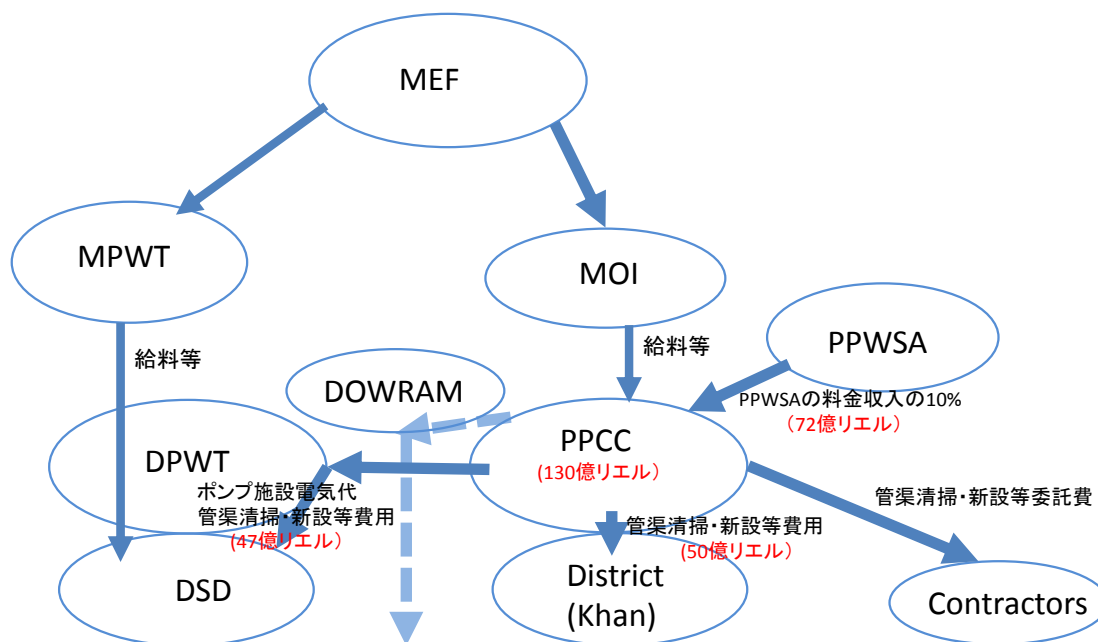 MEF
MPWT
MOI
給料等
給料等
PPWSA
DOWRAM
PPWSAの料金収入の10%
(72億リエル)
DPWT
PPCC
(130億リエル)
ポンプ施設電気代
管渠清掃・新設等費用
(47億リエル)
管渠清掃・新設等委託費
管渠清掃・新設等費用
(50億リエル)
DSD
District
(Khan)
Contractors